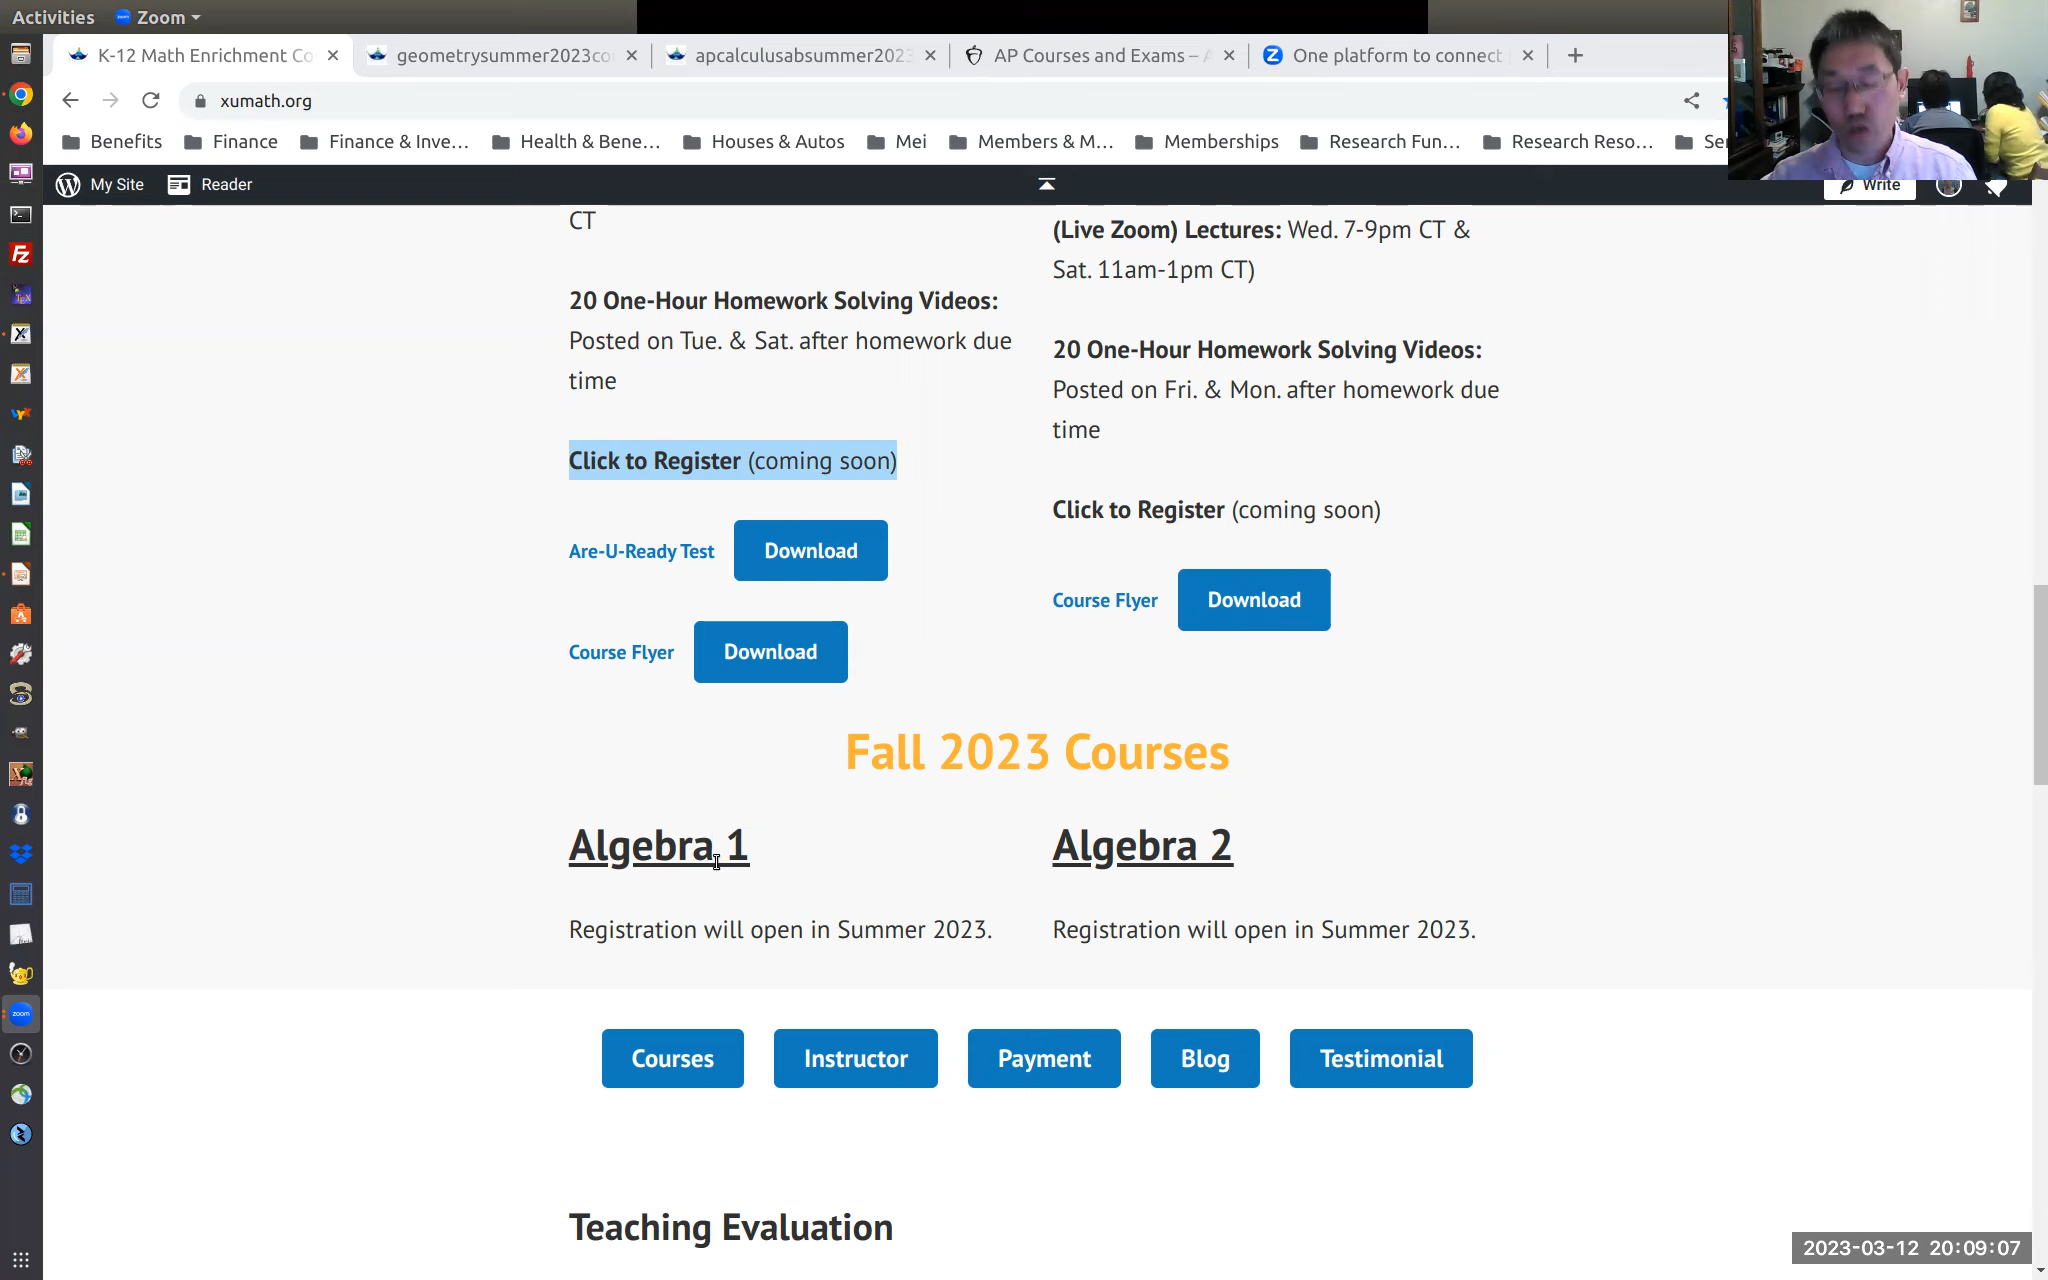 Activities
Zoom
K-12 Math Enrichment Co
geometrysummer2023co
apcalculusabsummer2023
AP Courses and Exams – A
One platform to connect
xumath.org
Benefits
Finance
Finance & Inve...
Health & Bene...
Houses & Autos
Mei
Members & M...
Memberships
Research Fun...
Research Reso...
Ser
My Site
Reader
Write
CT
20 One-Hour Homework Solving Videos:
Posted on Tue. & Sat. after homework due
time
Click to Register (coming soon)
Are-U-Ready Test
Download
Course Flyer
Download
(Live Zoom) Lectures: Wed. 7-9pm CT &
Sat. 11am-1pm CT)
20 One-Hour Homework Solving Videos:
Posted on Fri. & Mon. after homework due
time
Click to Register (coming soon)
Course Flyer
Download
Fall 2023 Courses
Algebra 1
Registration will open in Summer 2023.
Algebra 2
Registration will open in Summer 2023.
Courses
Instructor
Payment
Blog
Testimonial
Teaching Evaluation
zoom
2023-03-12 20:09:07